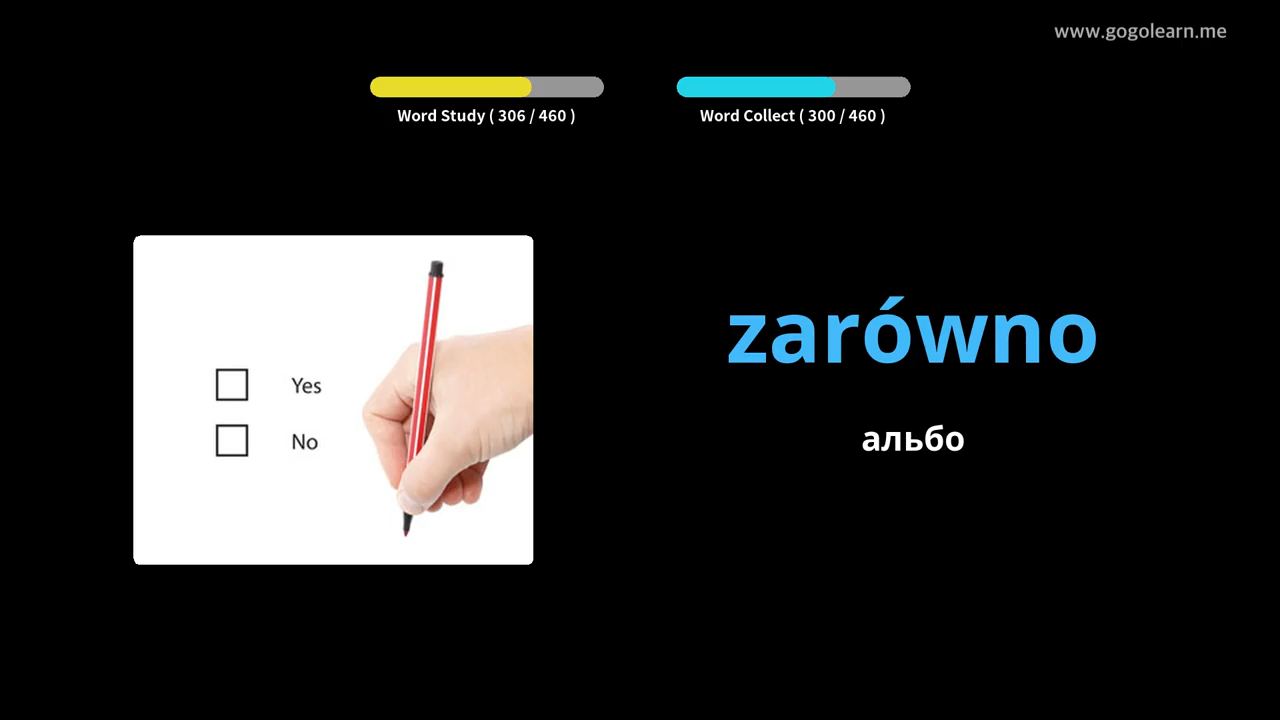 www.gogolearn.me
Word Study ( 306 / 460 )
Word Collect ( 300 / 460 )
Yes
No
zarówno
альбо